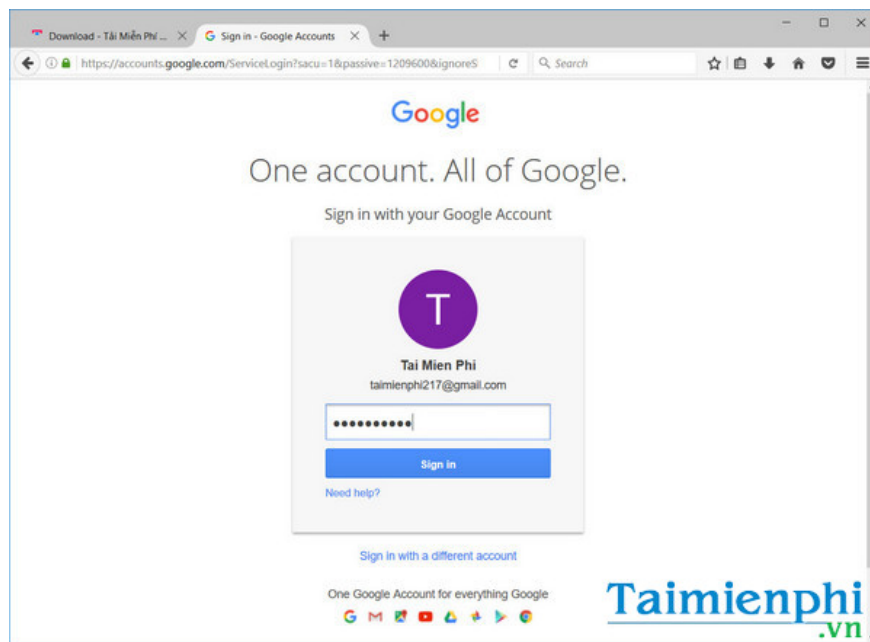 Download - Tải Miễn Phí ...
Sign in - Google Accounts
https://accounts.google.com/ServiceLogin?sacu=1&passive=1209600&ignoreS
Search
Google
One account. All of Google.
Sign in with your Google Account
T
Tai Mien Phi
taimienphi217@gmail.com
Sign in
Need help?
Sign in with a different account
One Google Account for everything Google
Taimienphi
.vn